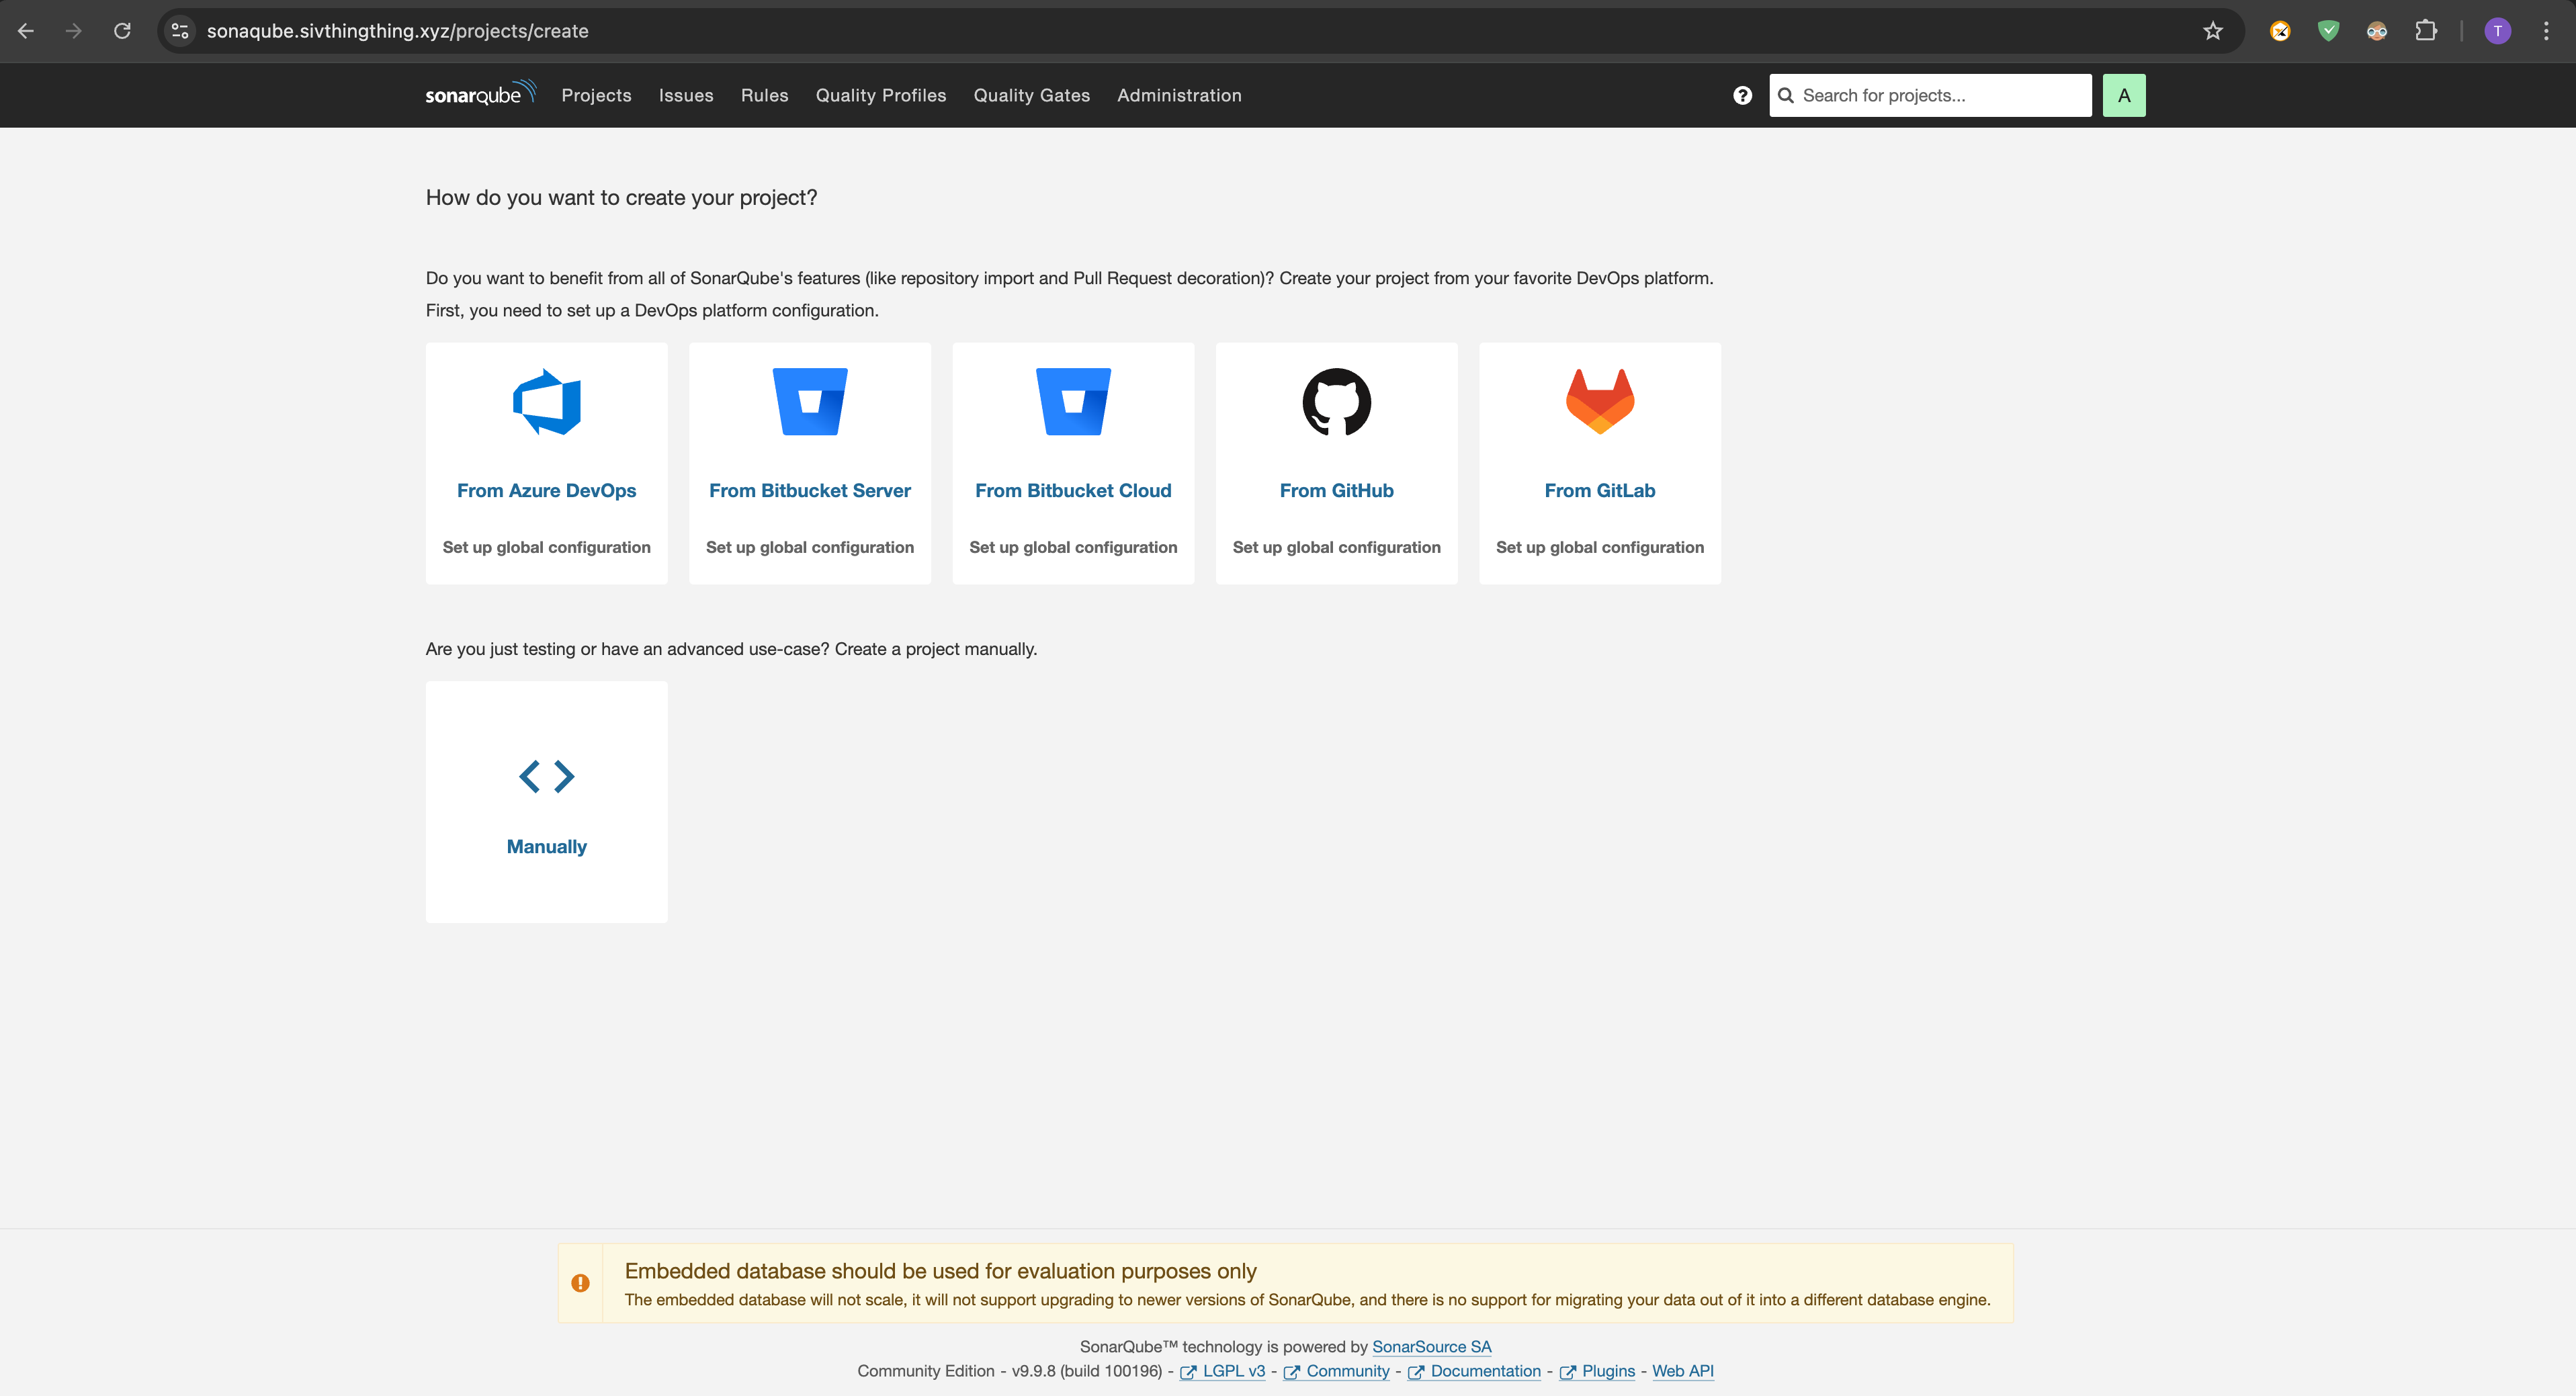 sonaqube.sivthingthing.xyz/projects/create
T
sonarqube Projects Issues Rules Quality Profiles Quality Gates Administration ? Search for projects... A
How do you want to create your project?
Do you want to benefit from all of SonarQube's features (like repository import and Pull Request decoration)? Create your project from your favorite DevOps platform.
First, you need to set up a DevOps platform configuration.
From Azure DevOps
Set up global configuration
From Bitbucket Server
Set up global configuration
From Bitbucket Cloud
Set up global configuration
From GitHub
Set up global configuration
From GitLab
Set up global configuration
Are you just testing or have an advanced use-case? Create a project manually.
Manually
Embedded database should be used for evaluation purposes only
The embedded database will not scale, it will not support upgrading to newer versions of SonarQube, and there is no support for migrating your data out of it into a different database engine.
SonarQube™ technology is powered by SonarSource SA
Community Edition - v9.9.8 (build 100196) - LGPL v3 - Community - Documentation - Plugins - Web API